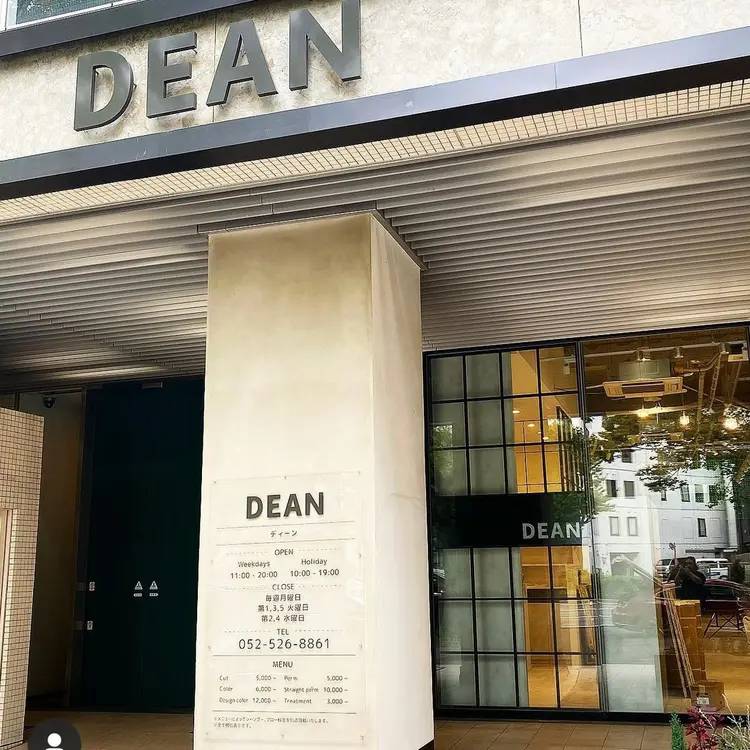 DEAN
DEAN
ディーン
OPEN
Weekdays Holiday
11:00 - 20:00 10:00 - 19:00
CLOSE
毎週月曜日
第1,3,5 火曜日
第2,4 水曜日
TEL
052-526-8861
MENU
Cut 5,000 ~ Perm 5,000 ~
Color 6,000 ~ Straight perm 10,000 ~
Design color 12,000 ~ Treatment 3,000 ~
DEAN